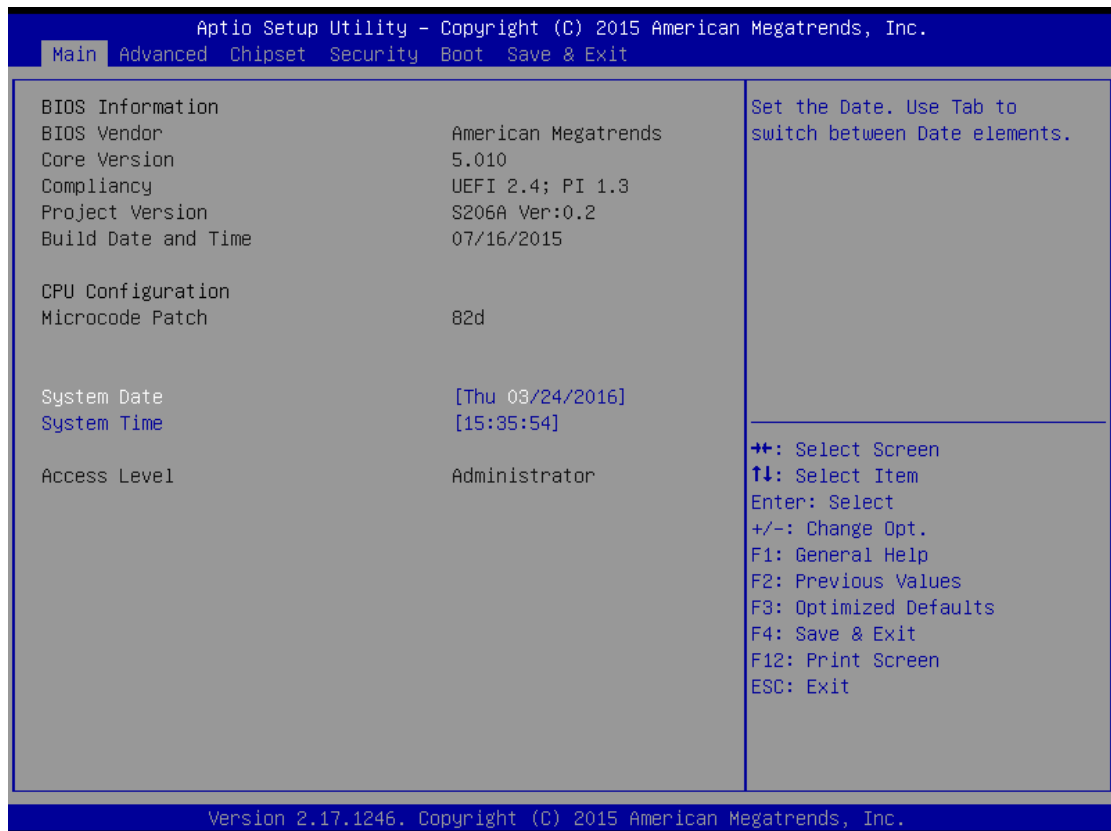 Aptio Setup Utility – Copyright (C) 2015 American Megatrends, Inc.
Main Advanced Chipset Security Boot Save & Exit
BIOS Information
BIOS Vendor American Megatrends
Core Version 5.010
Compliancy UEFI 2.4; PI 1.3
Project Version S206A Ver:0.2
Build Date and Time 07/16/2015
CPU Configuration
Microcode Patch 82d
System Date [Thu 03/24/2016]
System Time [15:35:54]
Access Level Administrator
Set the Date. Use Tab to
switch between Date elements.
→←: Select Screen
↑↓: Select Item
Enter: Select
+/-: Change Opt.
F1: General Help
F2: Previous Values
F3: Optimized Defaults
F4: Save & Exit
F12: Print Screen
ESC: Exit
Version 2.17.1246. Copyright (C) 2015 American Megatrends, Inc.